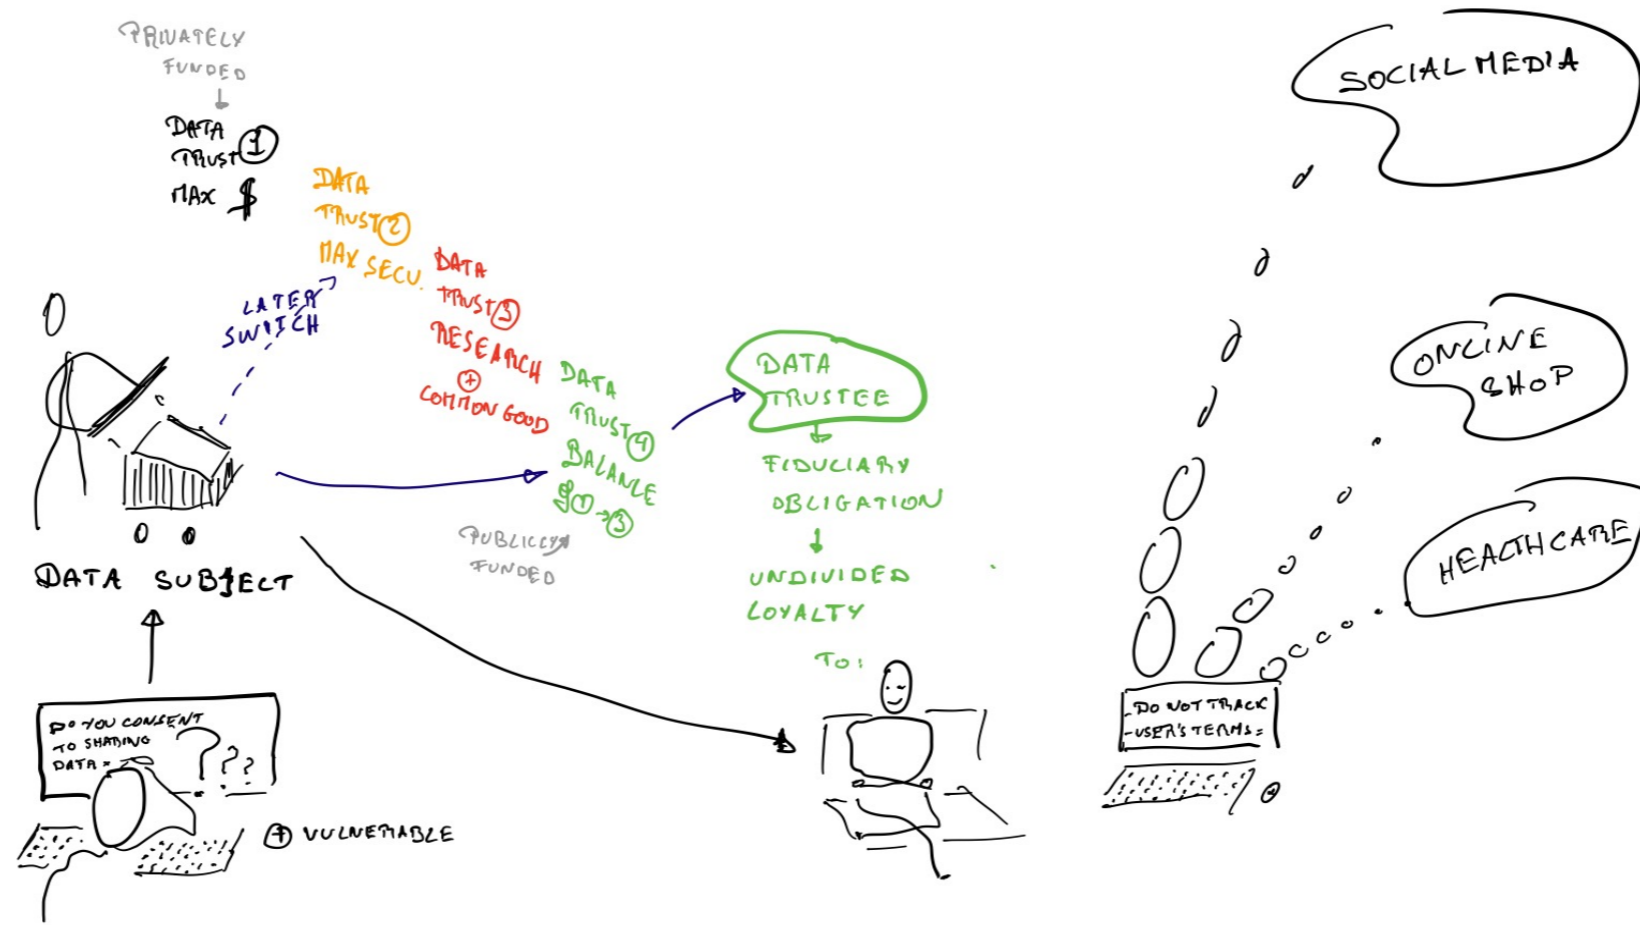 PRIVATELY
FUNDED
DATA
TRUST 1
MAX $
DATA
TRUST 2
MAX SECU.
LATER
SWITCH
DATA
TRUST 3
RESEARCH
+
COMMON GOOD
DATA
TRUST 4
BALANCE
1 → 3
PUBLICLY
FUNDED
DATA SUBJECT
DO YOU CONSENT
TO SHARING
DATA
? ? ?
+ VULNERABLE
DATA
TRUSTEE
FIDUCIARY
OBLIGATION
UNDIVIDED
LOYALTY
TO:
SOCIAL MEDIA
ONLINE
SHOP
HEALTHCARE
- DO NOT TRACK
- USER'S TERMS